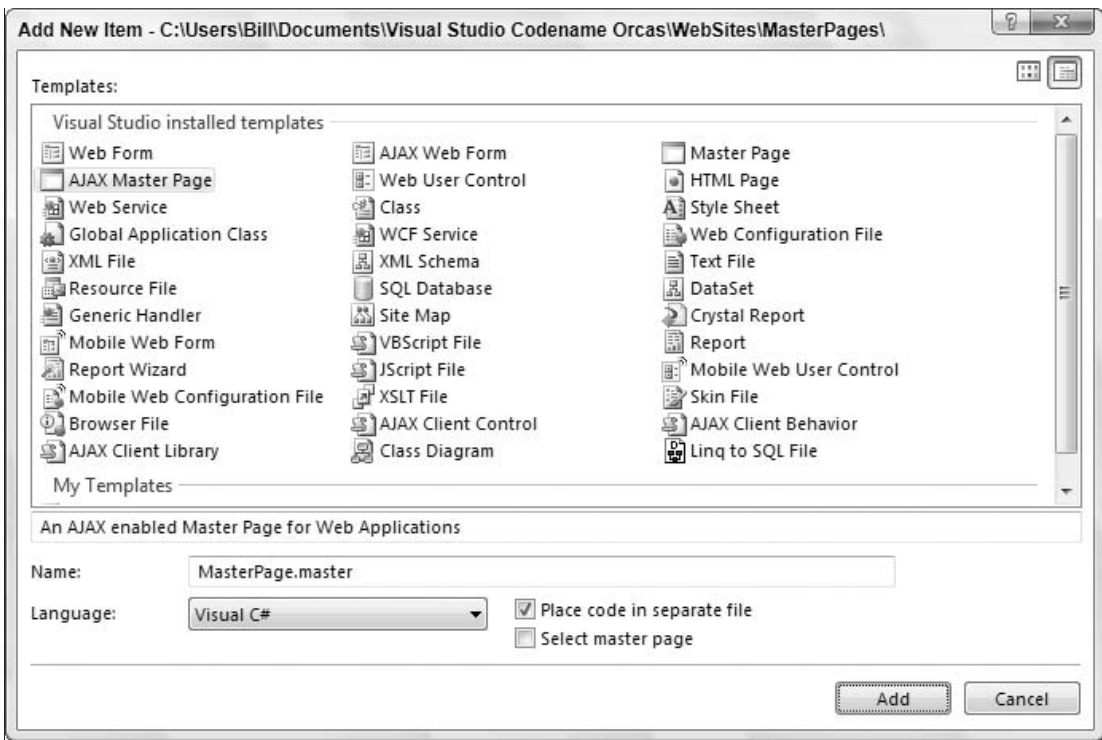 Add New Item - C:\Users\Bill\Documents\Visual Studio Codename Orcas\WebSites\MasterPages\
Templates:
Visual Studio installed templates
Web Form AJAX Web Form Master Page
AJAX Master Page Web User Control HTML Page
Web Service Class Style Sheet
Global Application Class WCF Service Web Configuration File
XML File XML Schema Text File
Resource File SQL Database DataSet
Generic Handler Site Map Crystal Report
Mobile Web Form VBScript File Report
Report Wizard JScript File Mobile Web User Control
Mobile Web Configuration File XSLT File Skin File
Browser File AJAX Client Control AJAX Client Behavior
AJAX Client Library Class Diagram Linq to SQL File
My Templates
An AJAX enabled Master Page for Web Applications
Name: MasterPage.master
Language: Visual C# Place code in separate file
Select master page
Add Cancel